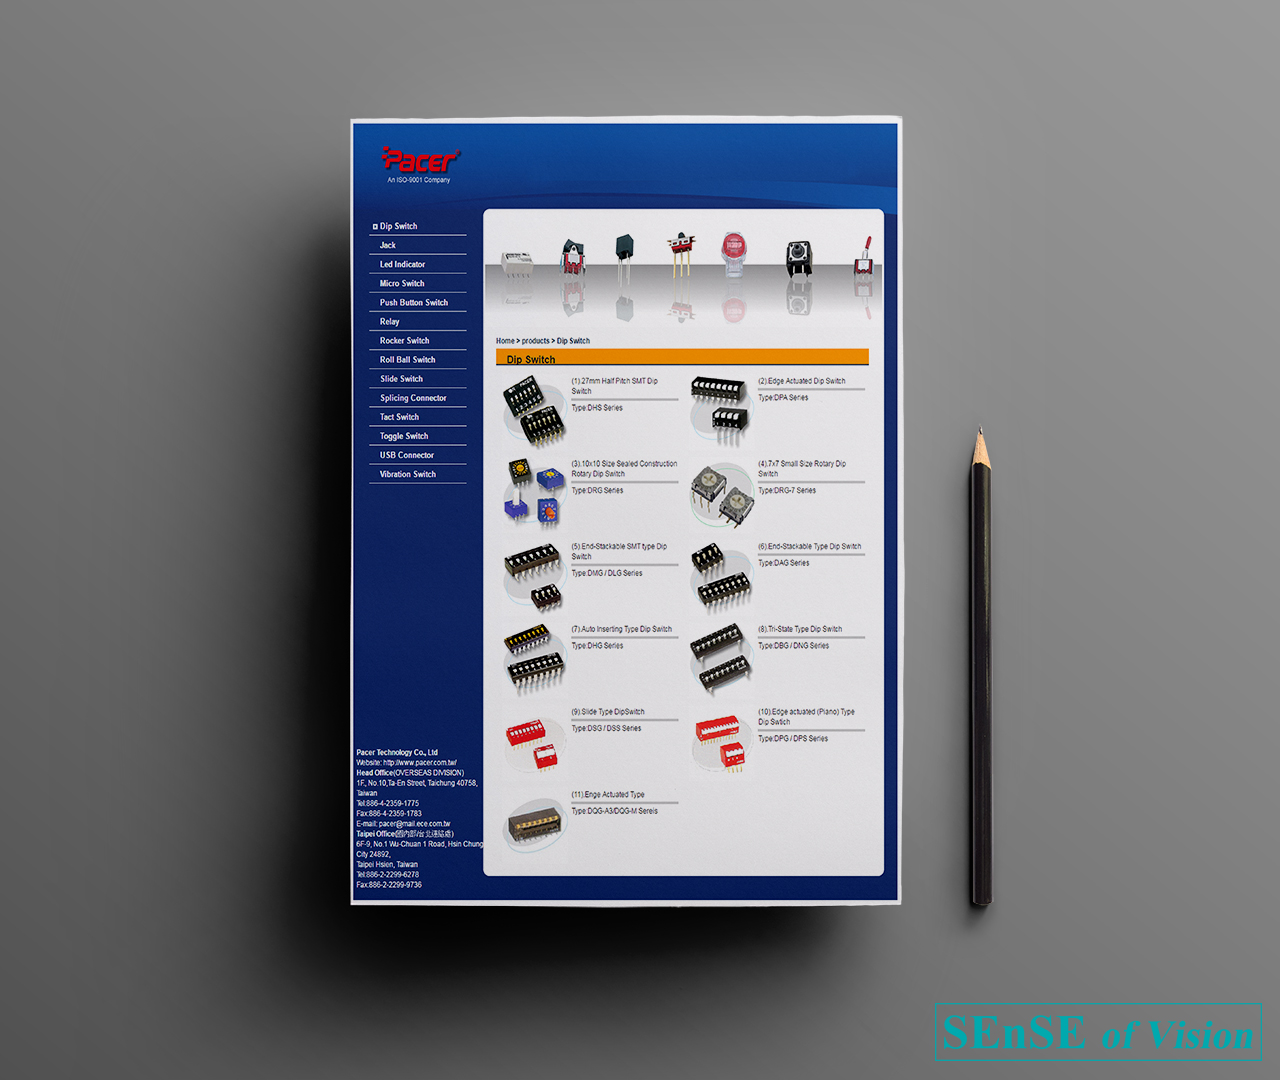 Pacer
An ISO-9001 Company
Dip Switch
Jack
Led Indicator
Micro Switch
Push Button Switch
Relay
Rocker Switch
Roll Ball Switch
Slide Switch
Splicing Connector
Tact Switch
Toggle Switch
USB Connector
Vibration Switch
Pacer Technology Co., Ltd
Website: http://www.pacer.com.tw/
Head Office(OVERSEAS DIVISION)
1F, No.10,Ta-En Street, Taichung 40758,
Taiwan
Tel:886-4-2359-1775
Fax:886-4-2359-1783
E-mail: pacer@mail.ece.com.tw
Taipei Office(國內部/台北連絡處)
6F-9, No.1 Wu-Chuan 1 Road, Hsin Chung
City 24892,
Taipei Hsien, Taiwan
Tel:886-2-2299-6278
Fax:886-2-2299-9736
Home > products > Dip Switch
Dip Switch
(1).27mm Half Pitch SMT Dip
Switch
Type:DHS Series
(2).Edge Actuated Dip Switch
Type:DPA Series
(3).10x10 Size Sealed Construction
Rotary Dip Switch
Type:DRG Series
(4).7x7 Small Size Rotary Dip
Switch
Type:DRG-7 Series
(5).End-Stackable SMT type Dip
Switch
Type:DMG / DLG Series
(6).End-Stackable Type Dip Switch
Type:DAG Series
(7).Auto Inserting Type Dip Switch
Type:DHG Series
(8).Tri-State Type Dip Switch
Type:DBG / DNG Series
(9).Slide Type DipSwitch
Type:DSG / DSS Series
(10).Edge actuated (Piano) Type
Dip Swtich
Type:DPG / DPS Series
(11).Enge Actuated Type
Type:DQG-A3/DQG-M Sereis
SEnSE of Vision